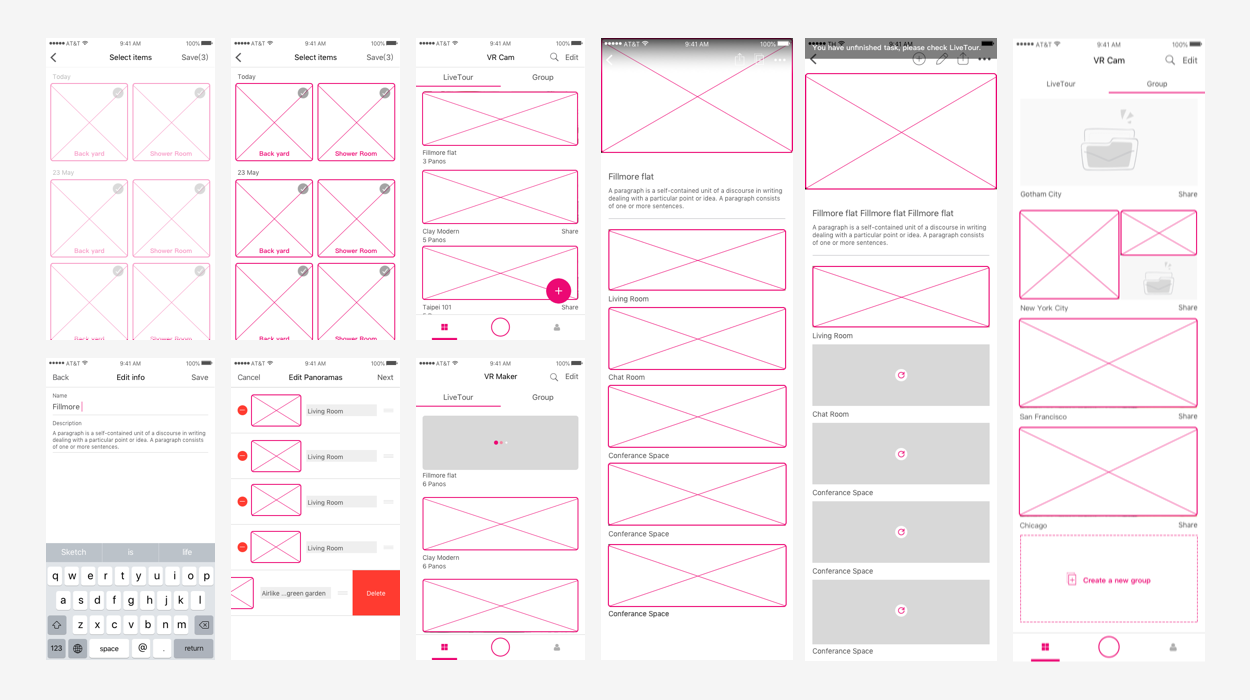 AT&T 9:41 AM 100%
Select items Save(3)
Today
Back yard Shower Room
23 May
Back yard Shower Room
Back yard Shower Room
AT&T 9:41 AM 100%
Select items Save(3)
Today
Back yard Shower Room
23 May
Back yard Shower Room
Back yard Shower Room
AT&T 9:41 AM 100%
VR Cam Edit
LiveTour Group
Fillmore flat
3 Panos
Clay Modern Share
5 Panos
Taipei 101 Share
AT&T 9:41 AM 100%
Fillmore flat
A paragraph is a self-contained unit of a discourse in writing
dealing with a particular point or idea. A paragraph consists
of one or more sentences.
Living Room
Chat Room
Conferance Space
Conferance Space
Conferance Space
You have unfinished task, please check LiveTour.
Fillmore flat Fillmore flat Fillmore flat
A paragraph is a self-contained unit of a discourse in writing
dealing with a particular point or idea. A paragraph consists
of one or more sentences.
Living Room
Chat Room
Conferance Space
Conferance Space
Conferance Space
AT&T 9:41 AM 100%
VR Cam Edit
LiveTour Group
Gotham City Share
New York City Share
San Francisco Share
Chicago Share
Create a new group
AT&T 9:41 AM 100%
Back Edit info Save
Name
Fillmore
Description
A paragraph is a self-contained unit of a discourse in writing
dealing with a particular point or idea. A paragraph consists
of one or more sentences.
Sketch is life
q w e r t y u i o p
a s d f g h j k l
z x c v b n m
123 space @ . return
AT&T 9:41 AM 100%
Cancel Edit Panoramas Next
Living Room
Living Room
Living Room
Living Room
Airlike ...green garden Delete
AT&T 9:41 AM 100%
VR Maker Edit
LiveTour Group
Fillmore flat
6 Panos
Clay Modern
6 Panos